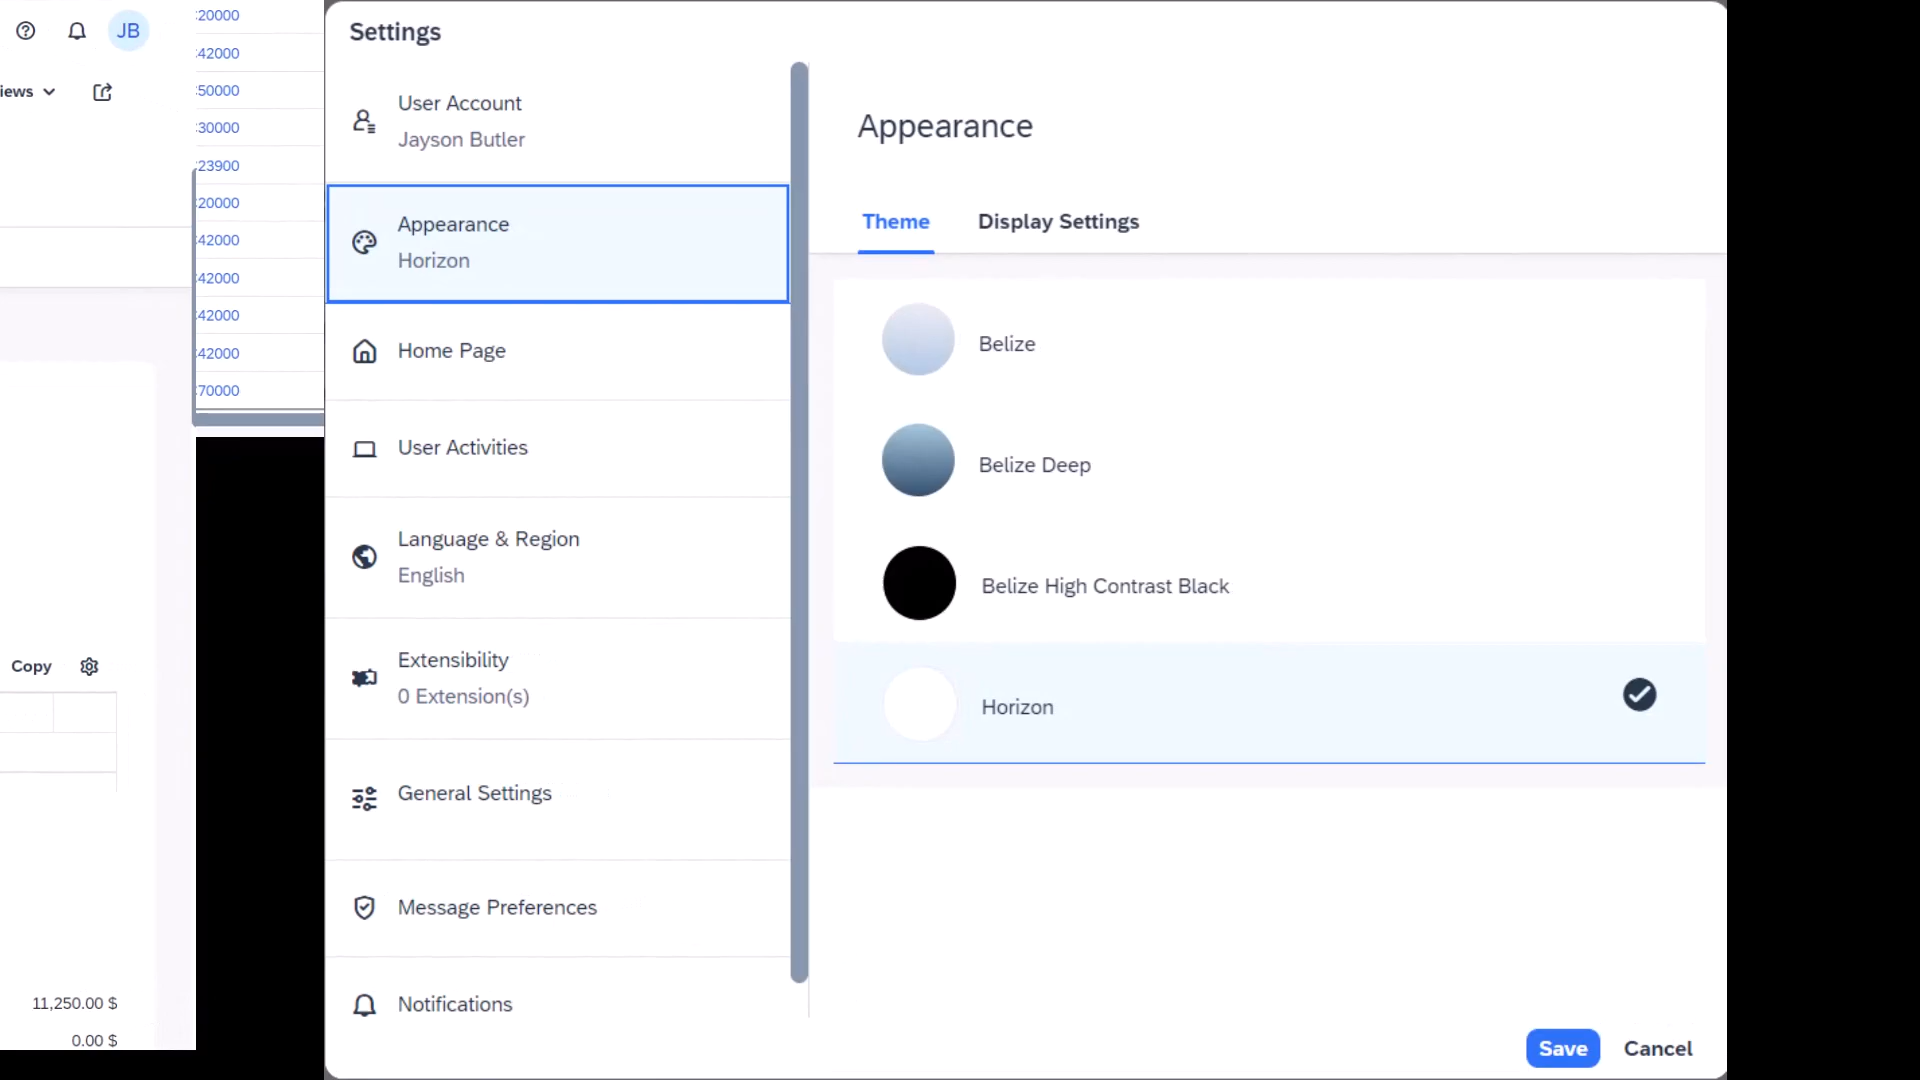 JB
iews
Copy
11,250.00 $
0.00 $
20000
42000
50000
30000
23900
20000
42000
42000
42000
42000
70000
Settings
User Account
Jayson Butler
Appearance
Horizon
Home Page
User Activities
Language & Region
English
Extensibility
0 Extension(s)
General Settings
Message Preferences
Notifications
Appearance
Theme Display Settings
Belize
Belize Deep
Belize High Contrast Black
Horizon
Save Cancel